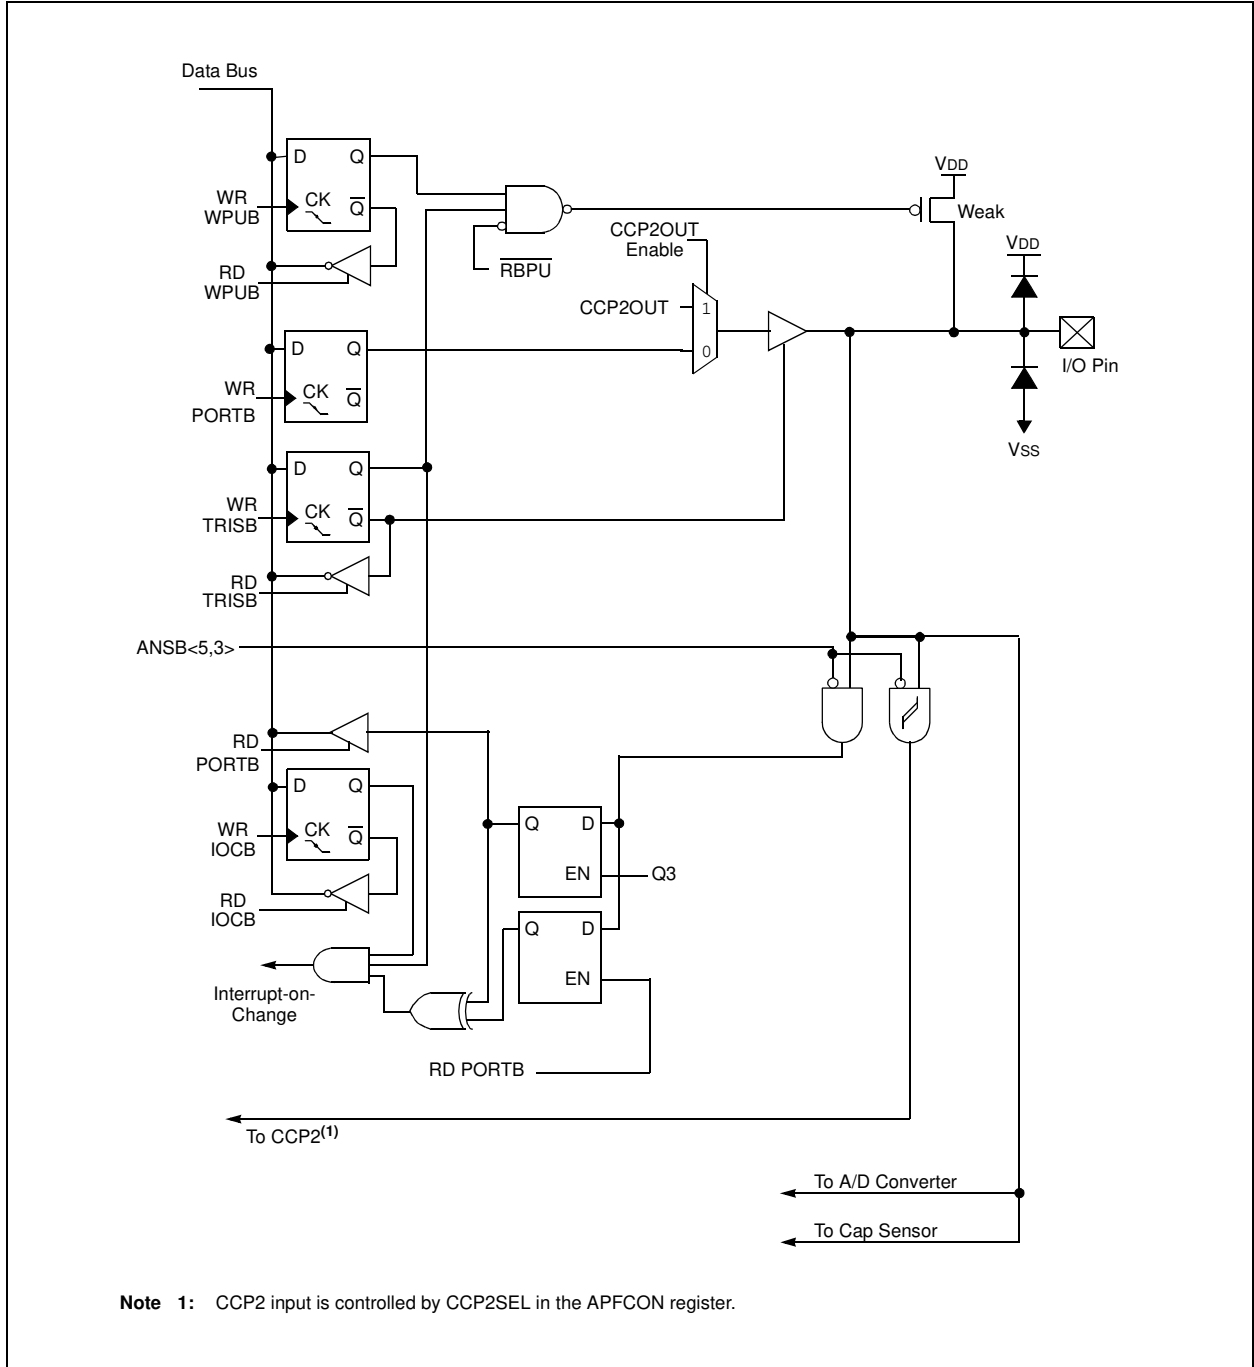 Data Bus
D Q
WR
WPUB
CK
Q
RD
WPUB
RBPU
VDD
Weak
CCP2OUT
Enable
VDD
CCP2OUT
1
0
I/O Pin
VSS
D Q
WR
PORTB
CK
Q
D Q
WR
TRISB
CK
Q
RD
TRISB
ANSB<5,3>
RD
PORTB
D Q
WR
IOCB
CK
Q
RD
IOCB
Q D
EN
Q3
Q D
EN
Interrupt-on-
Change
RD PORTB
To CCP2(1)
To A/D Converter
To Cap Sensor
Note 1: CCP2 input is controlled by CCP2SEL in the APFCON register.